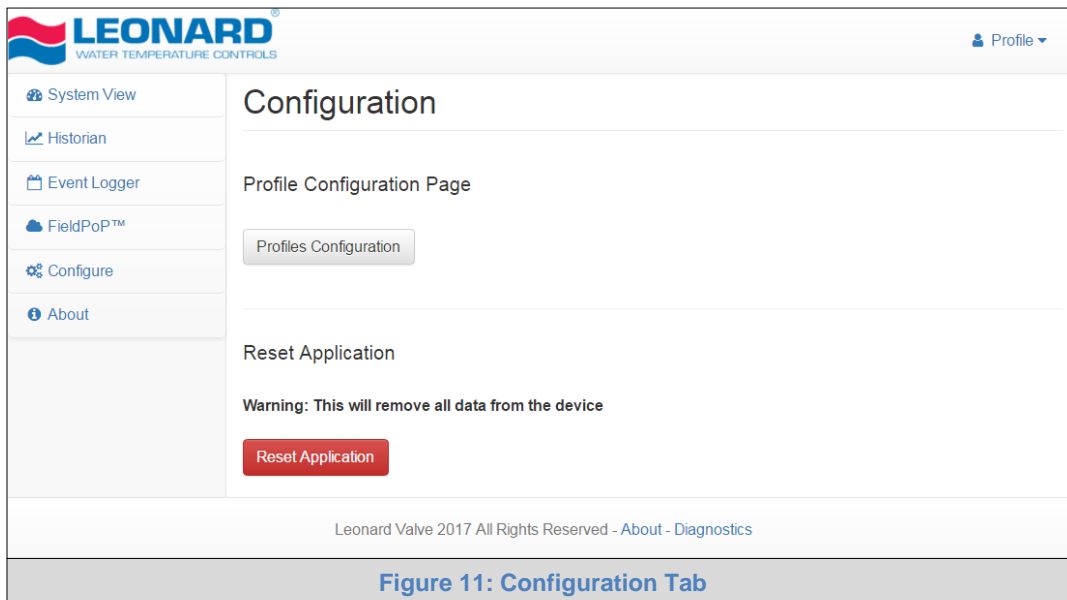 LEONARD®
WATER TEMPERATURE CONTROLS
Profile
System View
Historian
Event Logger
FieldPoP™
Configure
About
Configuration
Profile Configuration Page
Profiles Configuration
Reset Application
Warning: This will remove all data from the device
Reset Application
Leonard Valve 2017 All Rights Reserved - About - Diagnostics
Figure 11: Configuration Tab